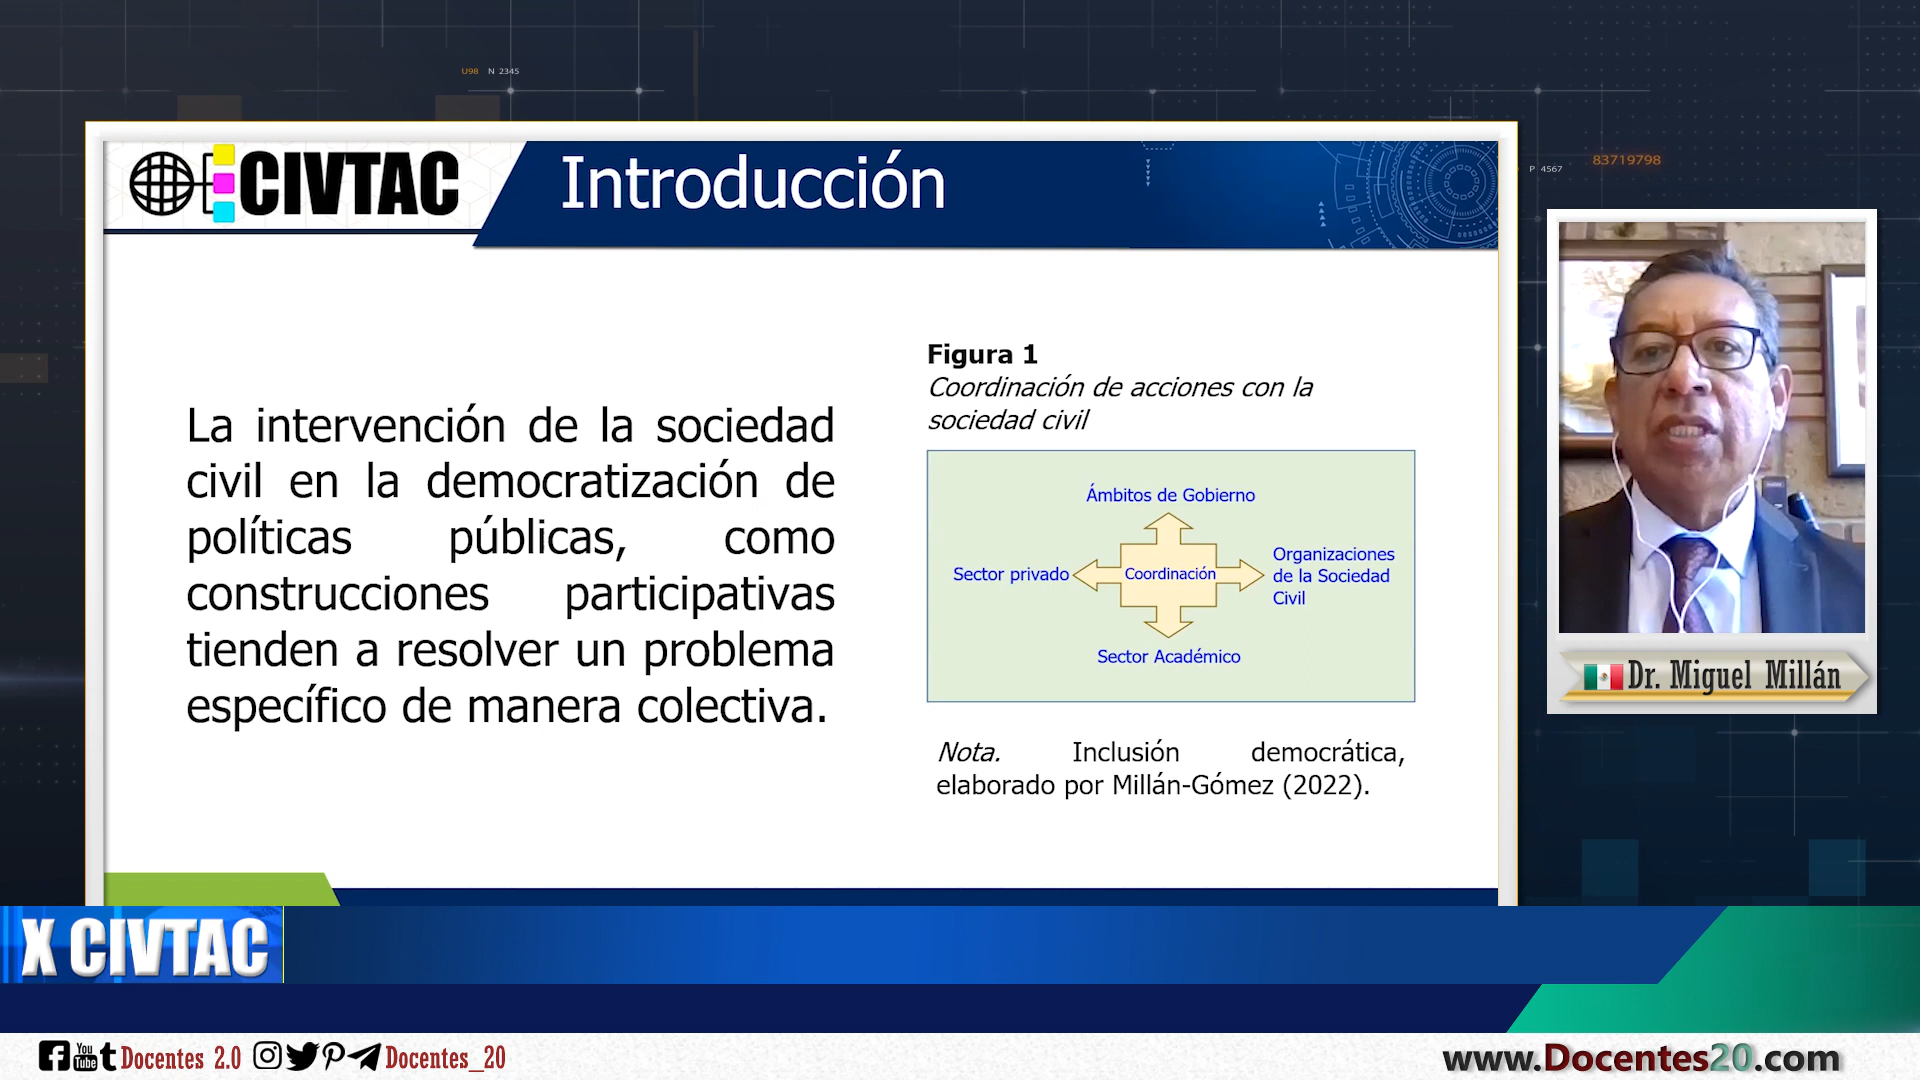 U98 N 2345
83719798
P 4567
CIVTAC
Introducción
La intervención de la sociedad
civil en la democratización de
políticas públicas, como
construcciones participativas
tienden a resolver un problema
específico de manera colectiva.
Figura 1
Coordinación de acciones con la
sociedad civil
Ámbitos de Gobierno
Sector privado
Coordinación
Organizaciones
de la Sociedad
Civil
Sector Académico
Nota. Inclusión democrática,
elaborado por Millán-Gómez (2022).
Dr. Miguel Millán
X CIVTAC
You
Tube
Docentes 2.0
Docentes_20
www.Docentes20.com